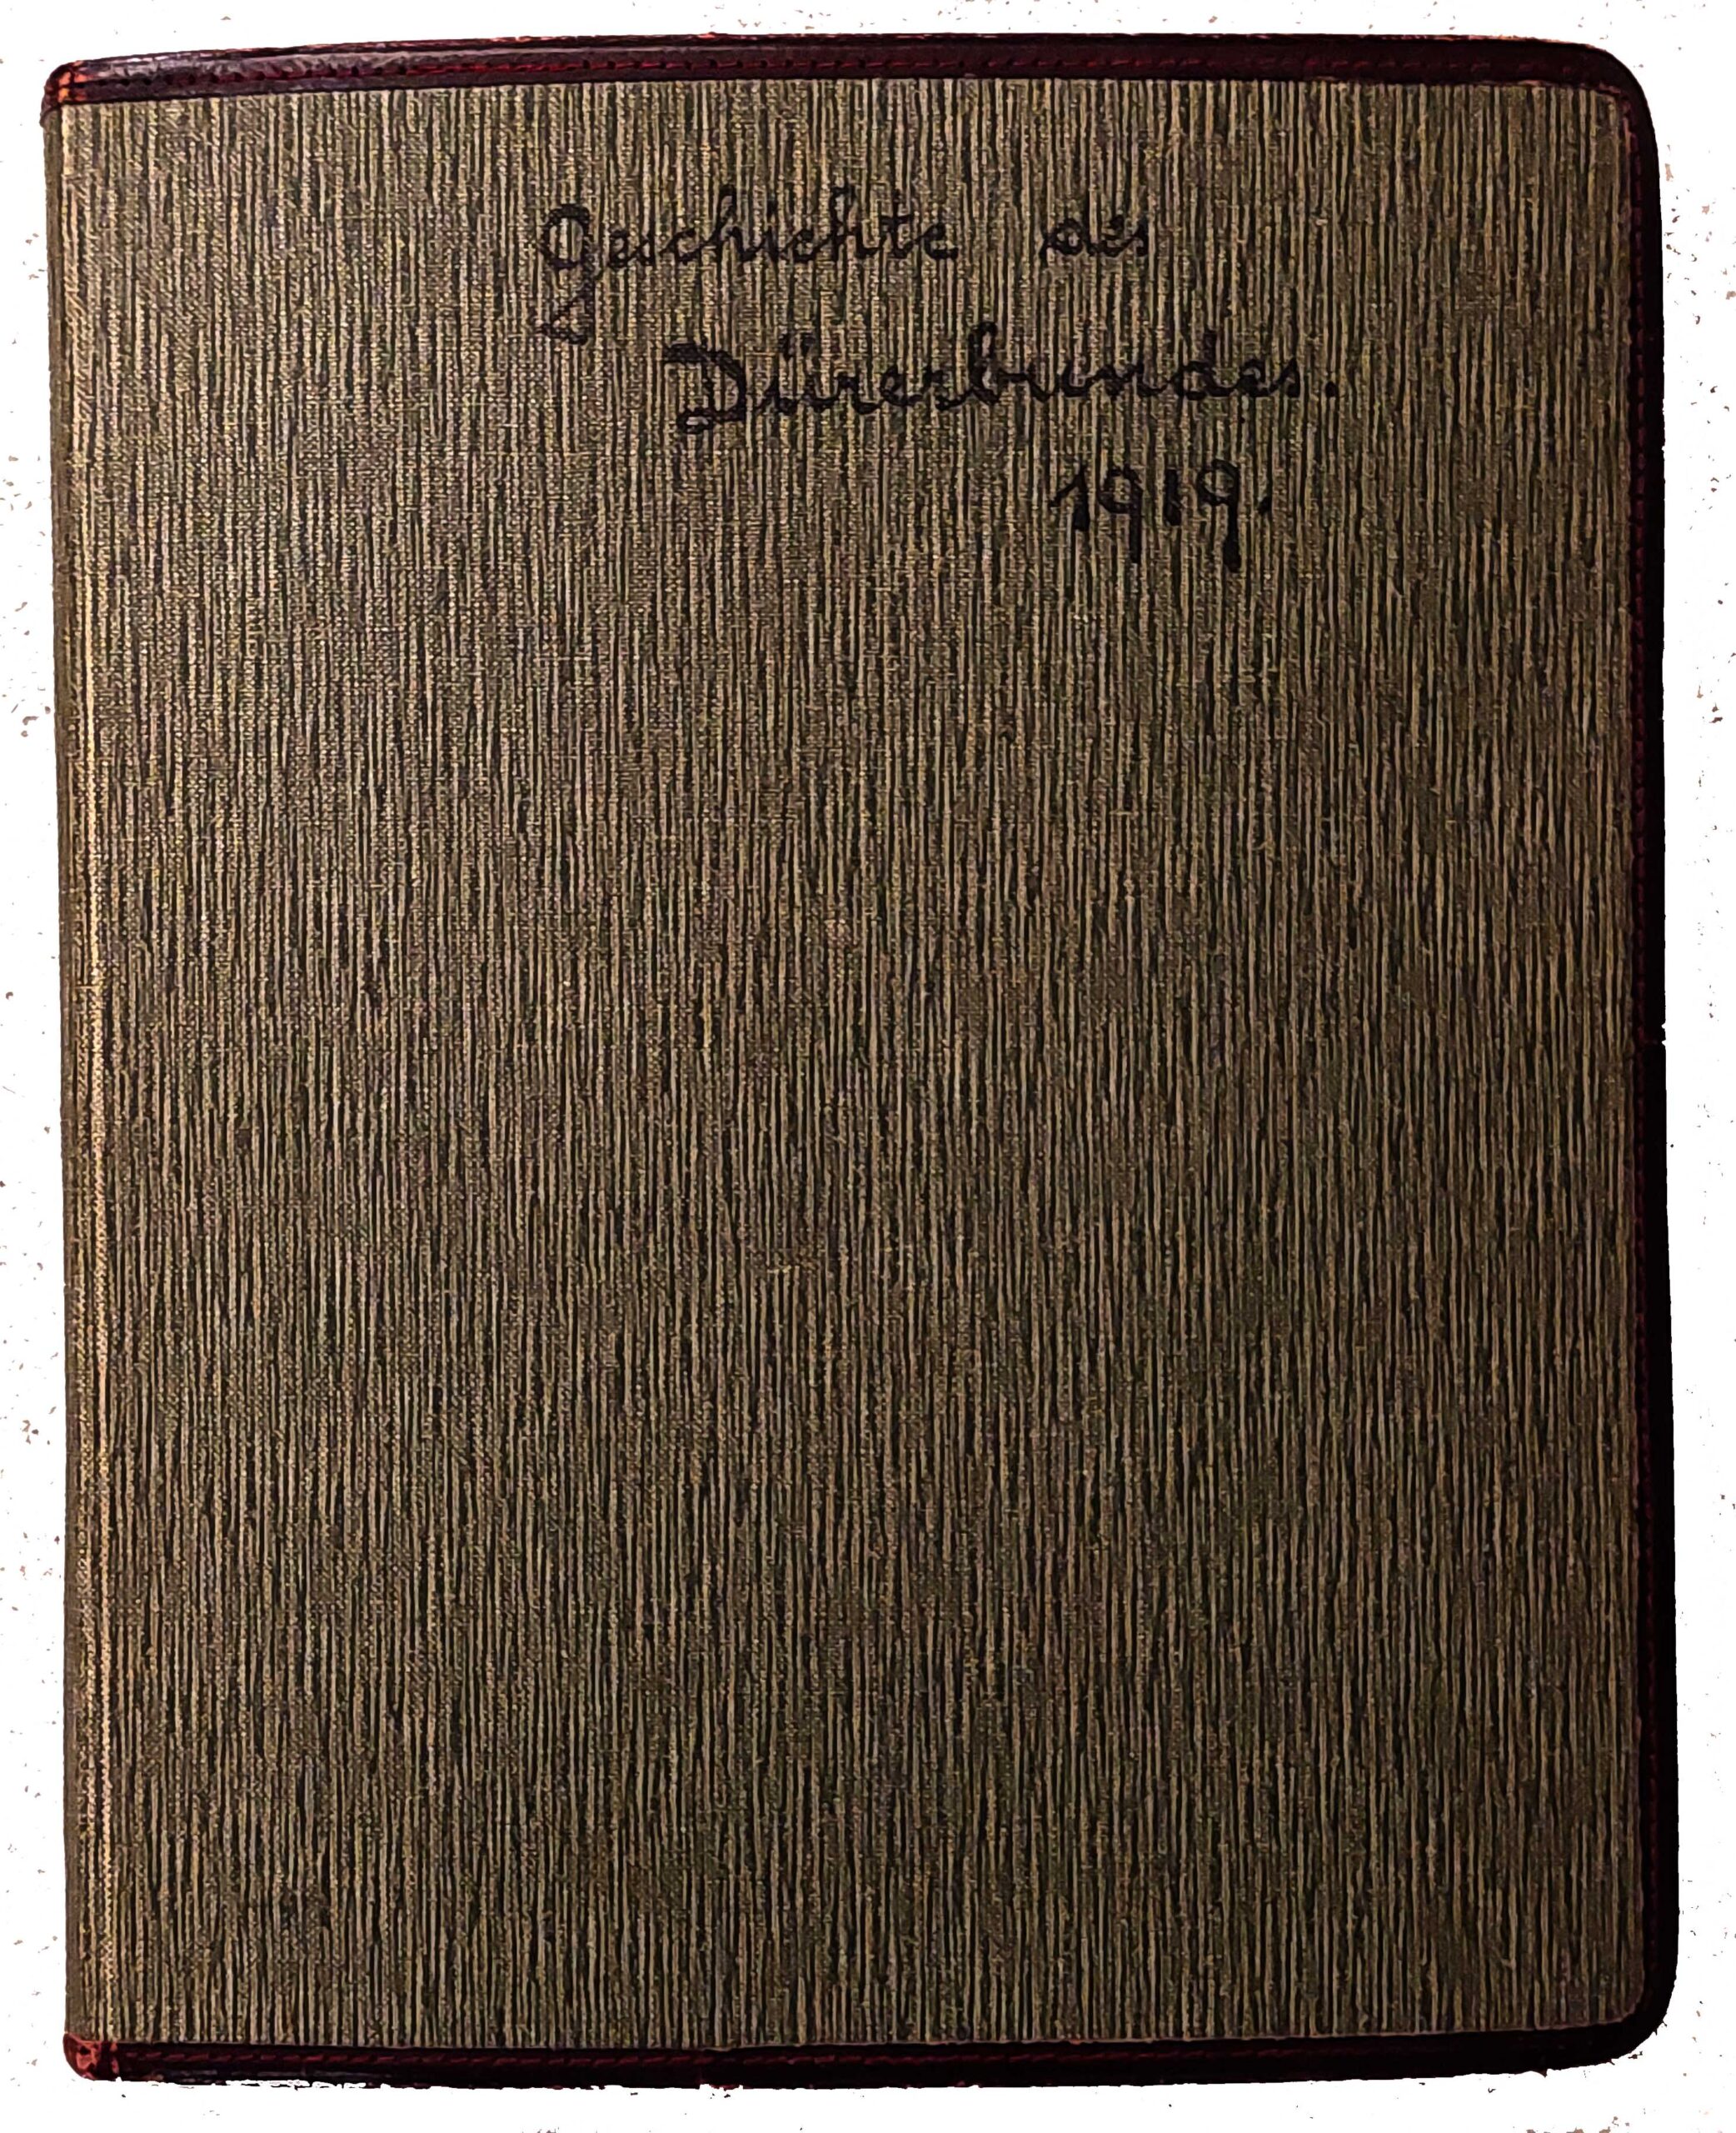 Geschichte des
Dürerbundes.
1919.